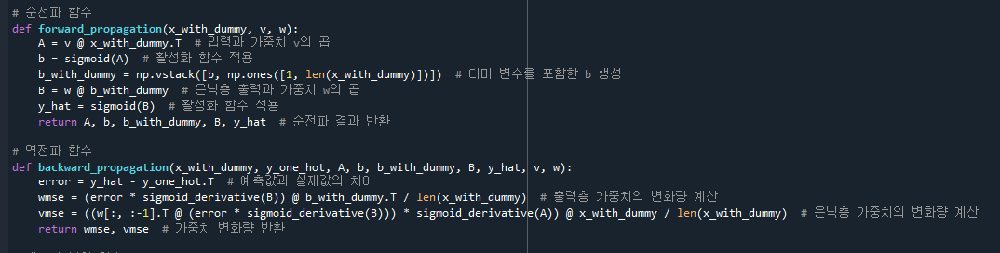 # 순전파 함수
def forward_propagation(x_with_dummy, v, w):
    A = v @ x_with_dummy.T  # 입력과 가중치 v의 곱
    b = sigmoid(A)  # 활성화 함수 적용
    b_with_dummy = np.vstack([b, np.ones([1, len(x_with_dummy)])])  # 더미 변수를 포함한 b 생성
    B = w @ b_with_dummy  # 은닉층 출력과 가중치 w의 곱
    y_hat = sigmoid(B)  # 활성화 함수 적용
    return A, b, b_with_dummy, B, y_hat  # 순전파 결과 반환

# 역전파 함수
def backward_propagation(x_with_dummy, y_one_hot, A, b, b_with_dummy, B, y_hat, v, w):
    error = y_hat - y_one_hot.T  # 예측값과 실제값의 차이
    wmse = (error * sigmoid_derivative(B)) @ b_with_dummy.T / len(x_with_dummy)  # 출력층 가중치의 변화량 계산
    vmse = ((w[:, :-1].T @ (error * sigmoid_derivative(B))) * sigmoid_derivative(A)) @ x_with_dummy / len(x_with_dummy)  # 은닉층 가중치의 변화량 계산
    return wmse, vmse  # 가중치 변화량 반환